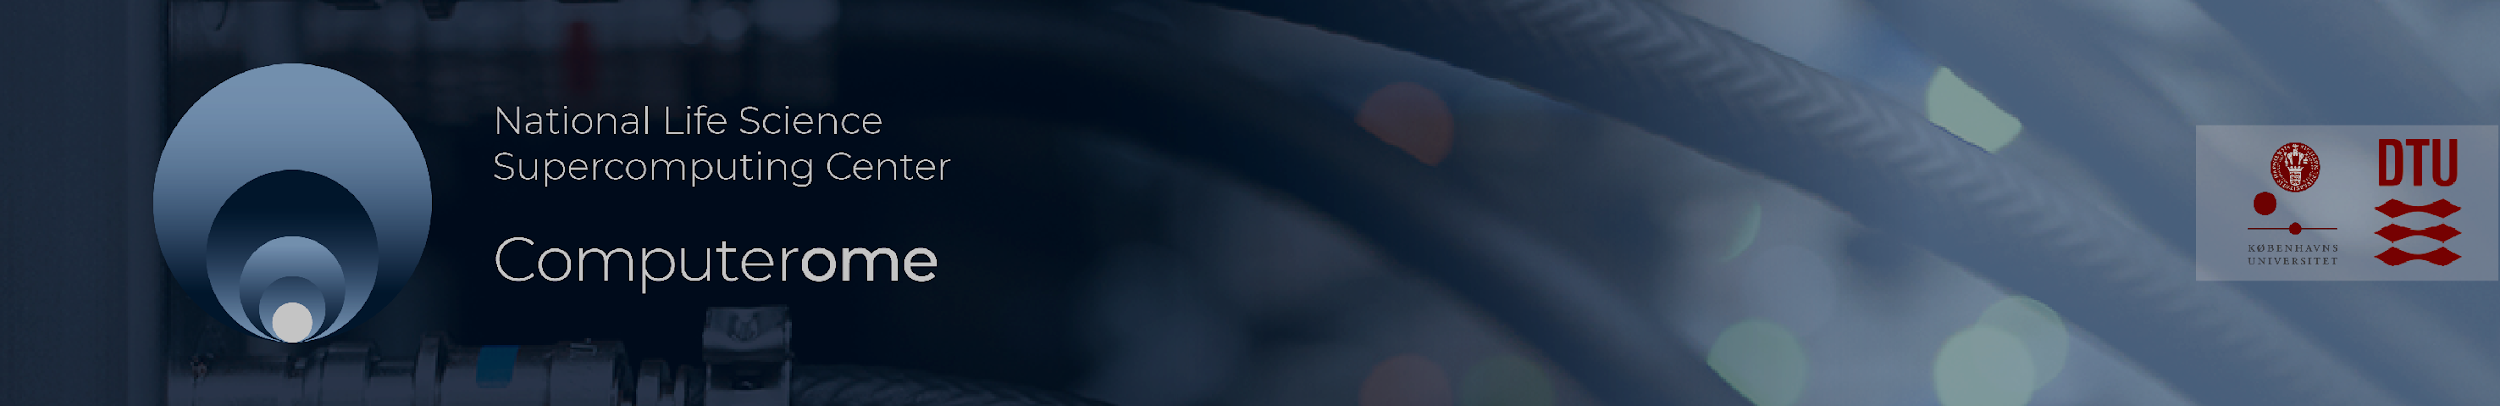 National Life Science
Supercomputing Center
Computerome
DTU
KØBENHAVNS
UNIVERSITET